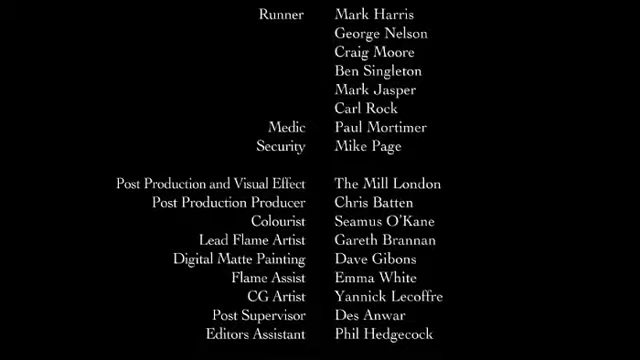 Runner Mark Harris
George Nelson
Craig Moore
Ben Singleton
Mark Jasper
Carl Rock
Medic Paul Mortimer
Security Mike Page
Post Production and Visual Effect The Mill London
Post Production Producer Chris Batten
Colourist Seamus O'Kane
Lead Flame Artist Gareth Brannan
Digital Matte Painting Dave Gibons
Flame Assist Emma White
CG Artist Yannick Lecoffre
Post Supervisor Des Anwar
Editors Assistant Phil Hedgecock